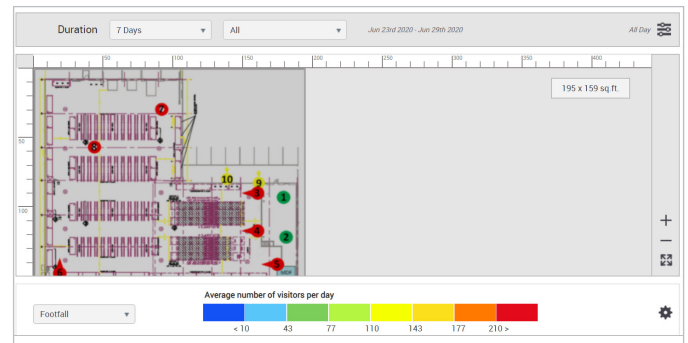 Duration 7 Days All Jun 23rd 2020 - Jun 29th 2020 All Day
50 100 150 200 250 300 350 400
195 x 159 sq.ft.
7
50
8
10 9
3 1
100
4 2
5
6 MDF
Average number of visitors per day
Footfall
< 10 43 77 110 143 177 210 >